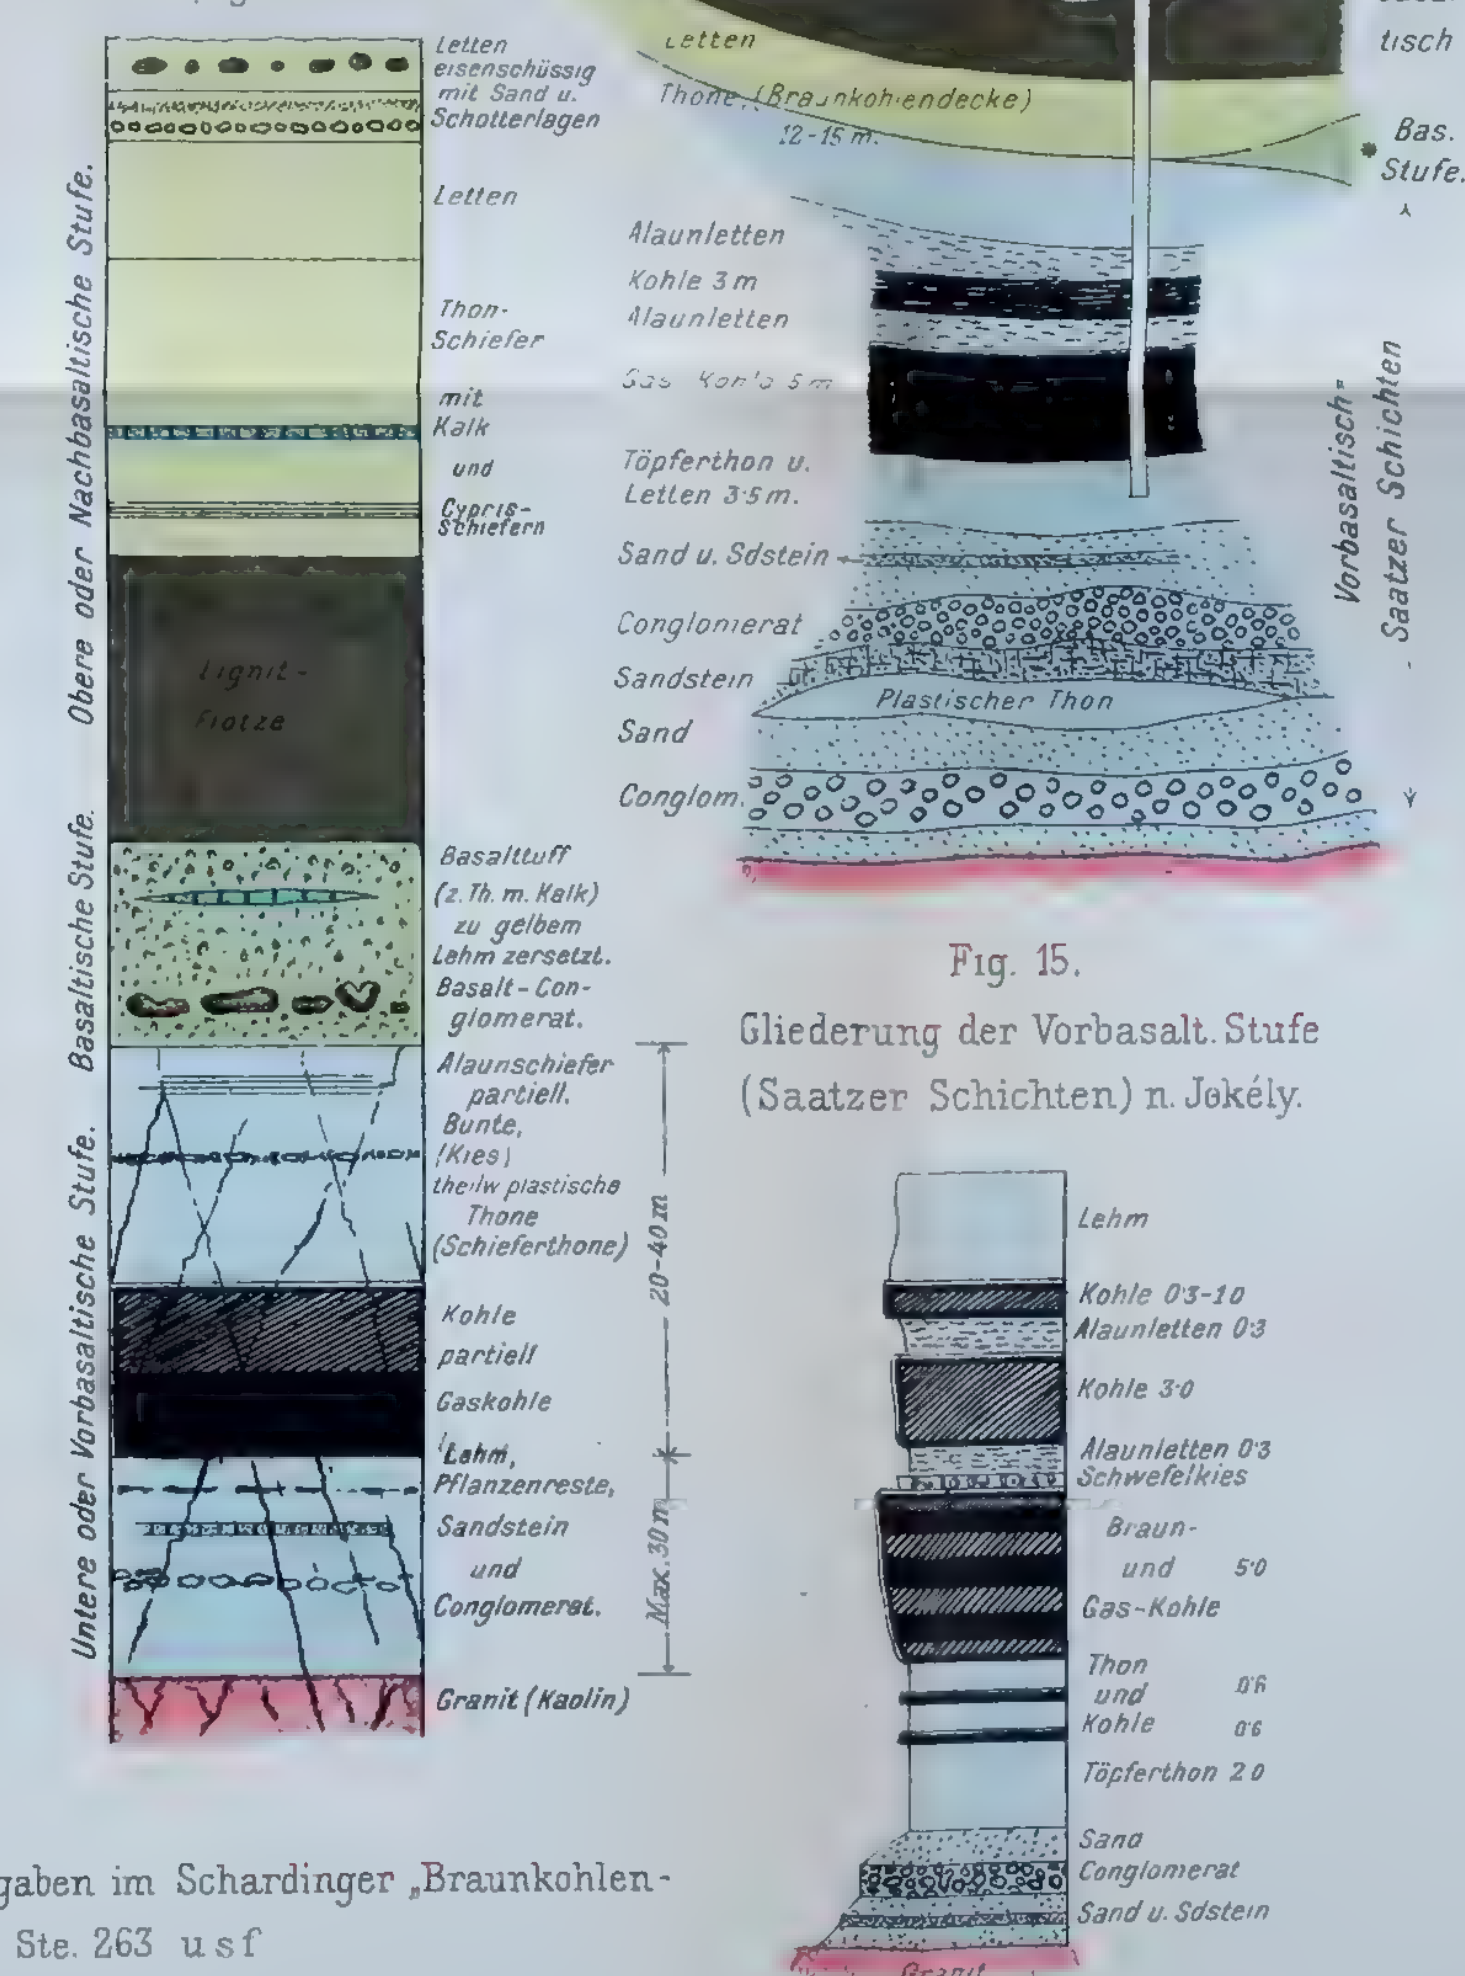 Obere oder Nachbasaltische Stufe.
Basaltische Stufe.
Untere oder Vorbasaltische Stufe.
Letten
eisenschüssig
mit Sand u.
Schotterlagen
Letten
Thon-
Schiefer
mit
Kalk
und
Cypris-
Schiefern
Lignit-
Flotze
Basalttuff
(z. Th. m. Kalk)
zu gelbem
Lehm zersetzt.
Basalt-Con-
glomerat.
Alaunschiefer
partiell.
Bunte,
(Kies)
theilw plastische
Thone
(Schieferthone)
Kohle
partiell
Gaskohle
Lehm,
Pflanzenreste,
Sandstein
und
Conglomerat.
Granit (Kaolin)
20-40 m
Max. 30 m
gaben im Schardinger „Braunkohlen-
Ste. 263 usf
Letten
Thone, (Braunkohlendecke)
12-15 m.
tisch
Bas.
Stufe.
Alaunletten
Kohle 3 m
Alaunletten
Gas Kohle 5 m
Töpferthon u.
Letten 3·5 m.
Sand u. Sdstein
Conglomerat
Sandstein
Plastischer Thon
Sand
Conglom.
Vorbasaltisch=
Saatzer Schichten
Fig. 15.
Gliederung der Vorbasalt. Stufe
(Saatzer Schichten) n. Jokély.
Lehm
Kohle 0·3-1 0
Alaunletten 0·3
Kohle 3·0
Alaunletten 0·3
Schwefelkies
Braun-
und 5·0
Gas-Kohle
Thon
und 0·6
Kohle 0·6
Töpferthon 2 0
Sand
Conglomerat
Sand u. Sdstein
Granit